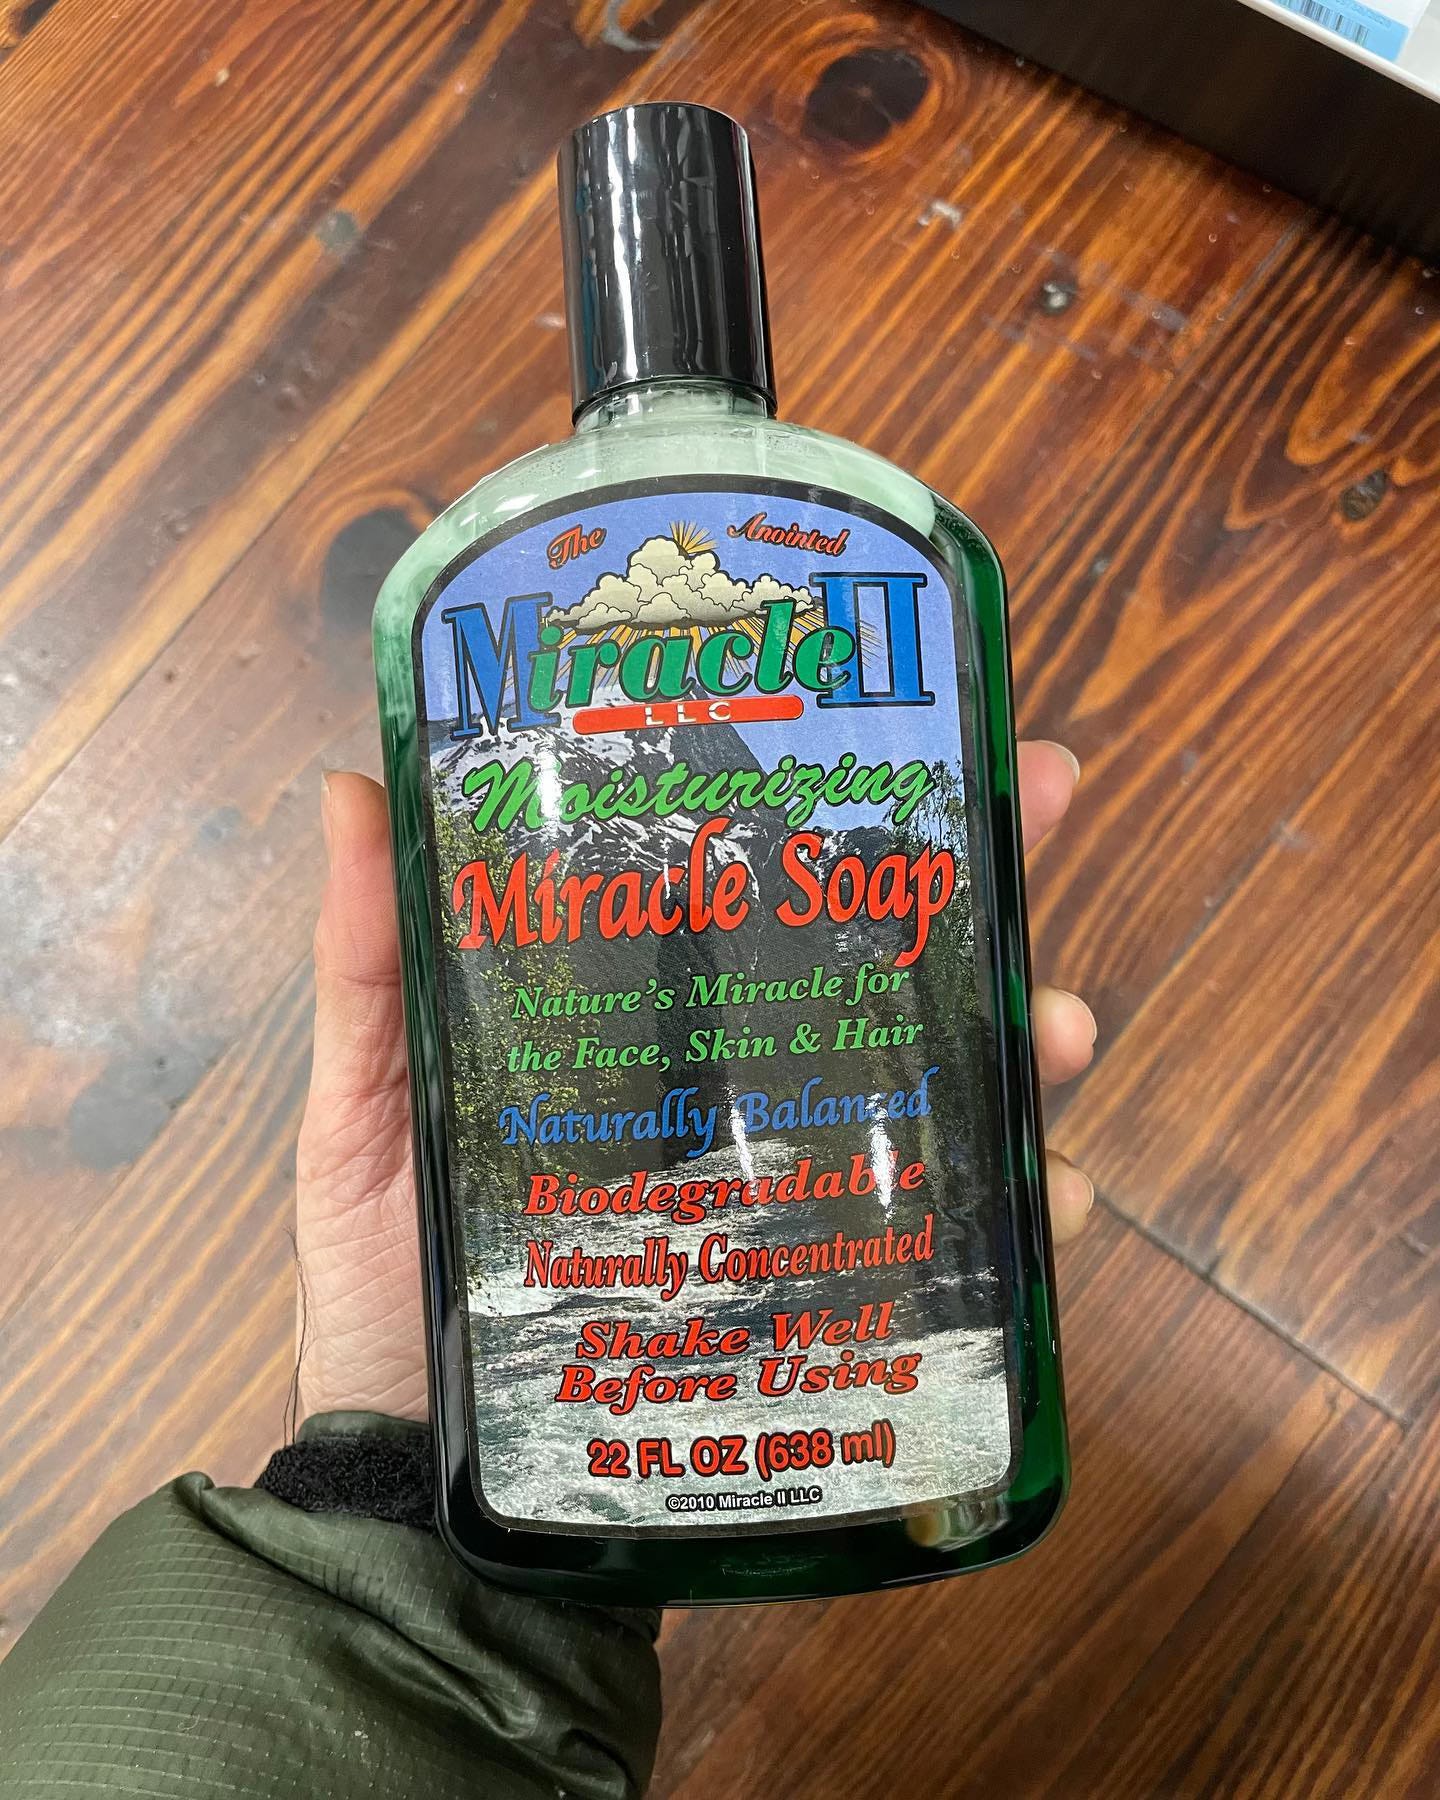 The Anointed
Miracle II
LLC
Moisturizing
Miracle Soap
Nature's Miracle for
the Face, Skin & Hair
Naturally Balanced
Biodegradable
Naturally Concentrated
Shake Well
Before Using
22 FL OZ (638 ml)
©2010 Miracle II LLC